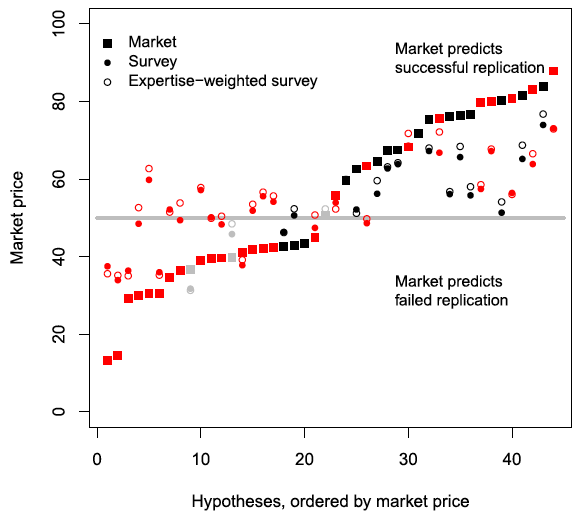 100
80
60
40
20
0
Market price
Market
Survey
Expertise−weighted survey
Market predicts
successful replication
Market predicts
failed replication
0
10
20
30
40
Hypotheses, ordered by market price